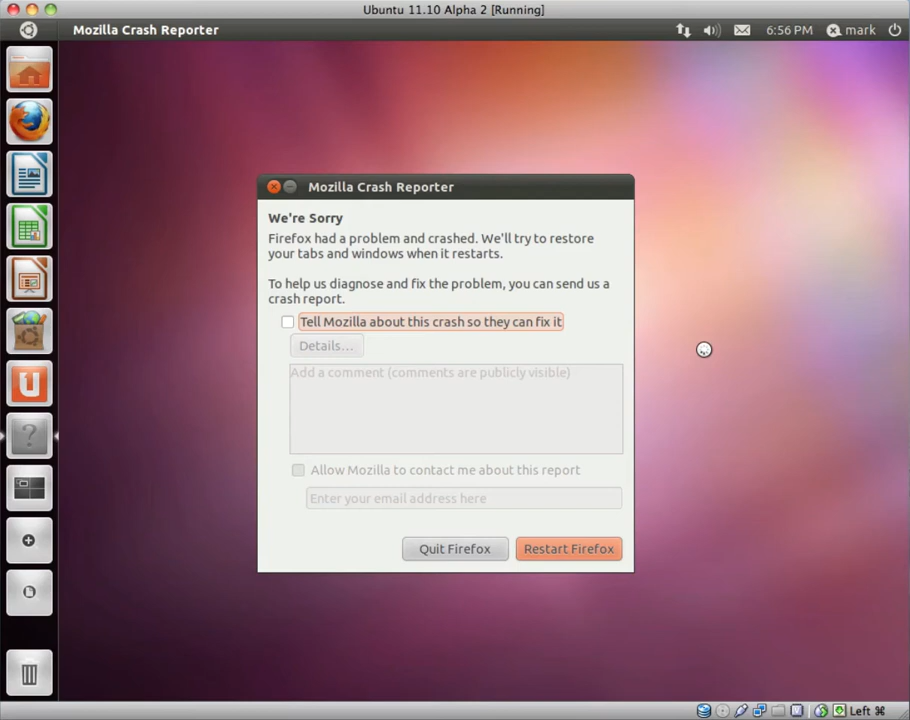 Ubuntu 11.10 Alpha 2 [Running]
Mozilla Crash Reporter
6:56 PM
mark
Mozilla Crash Reporter
We're Sorry
Firefox had a problem and crashed. We'll try to restore
your tabs and windows when it restarts.
To help us diagnose and fix the problem, you can send us a
crash report.
Tell Mozilla about this crash so they can fix it
Details...
Add a comment (comments are publicly visible)
Allow Mozilla to contact me about this report
Enter your email address here
Quit Firefox
Restart Firefox
Left ⌘